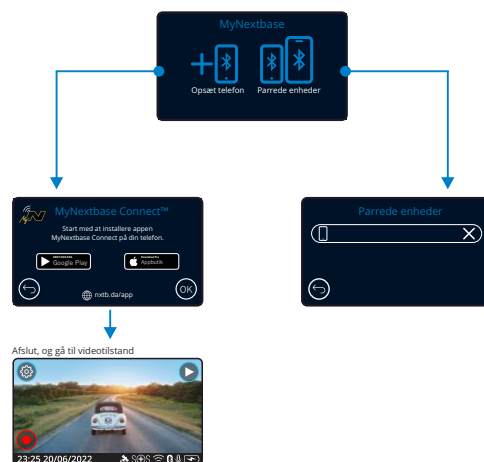 MyNextbase
Opsæt telefon
Parrede enheder
MyNextbase Connect™
Start med at installere appen
MyNextbase Connect på din telefon.
Google Play
Appbutik
OK
nxtb.da/app
Parrede enheder
Afslut, og gå til videotilstand
23:25 20/06/2022
SOS